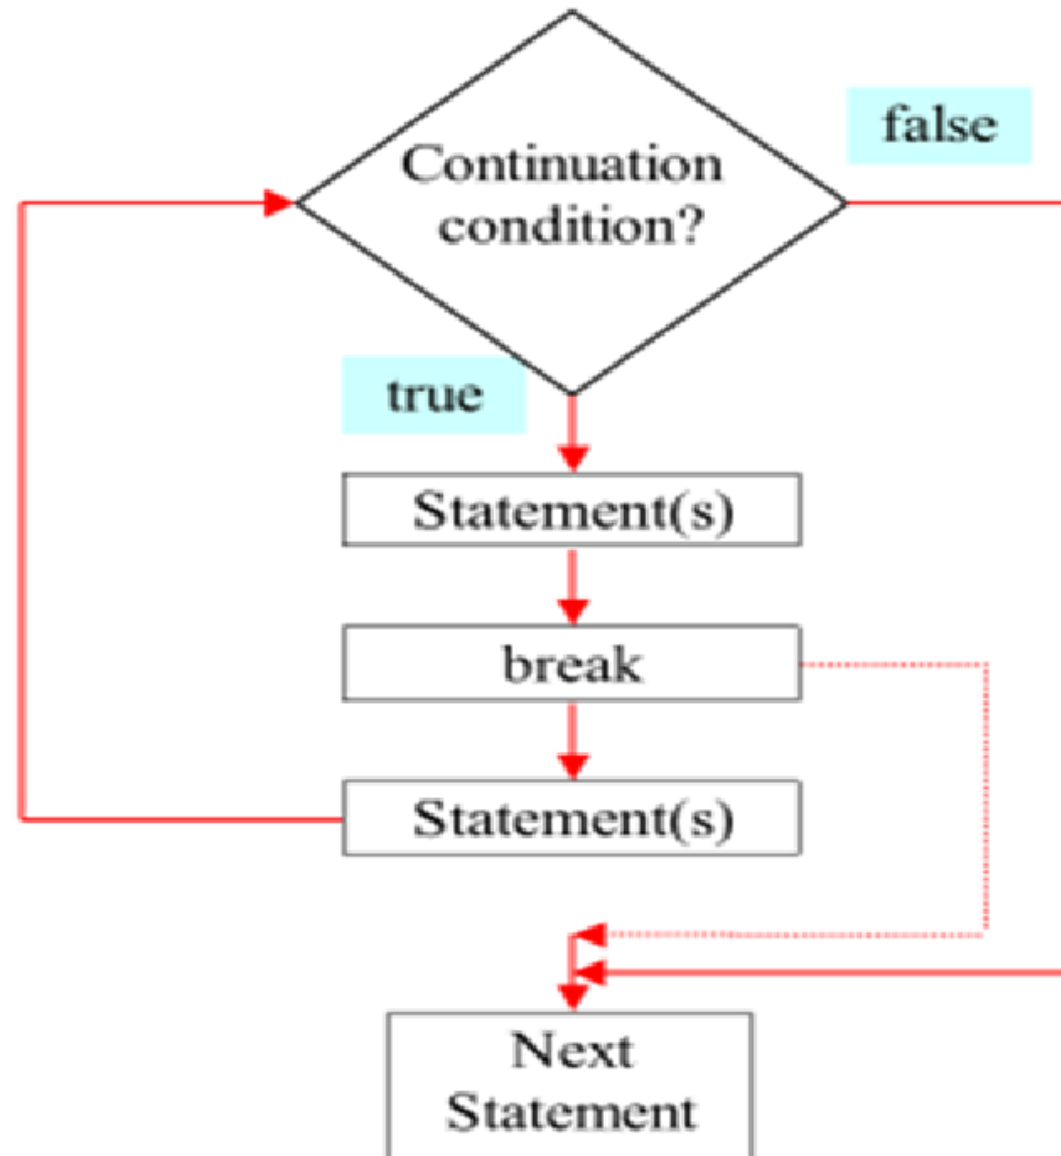 false
Continuation
condition?
true
Statement(s)
break
Statement(s)
Next
Statement